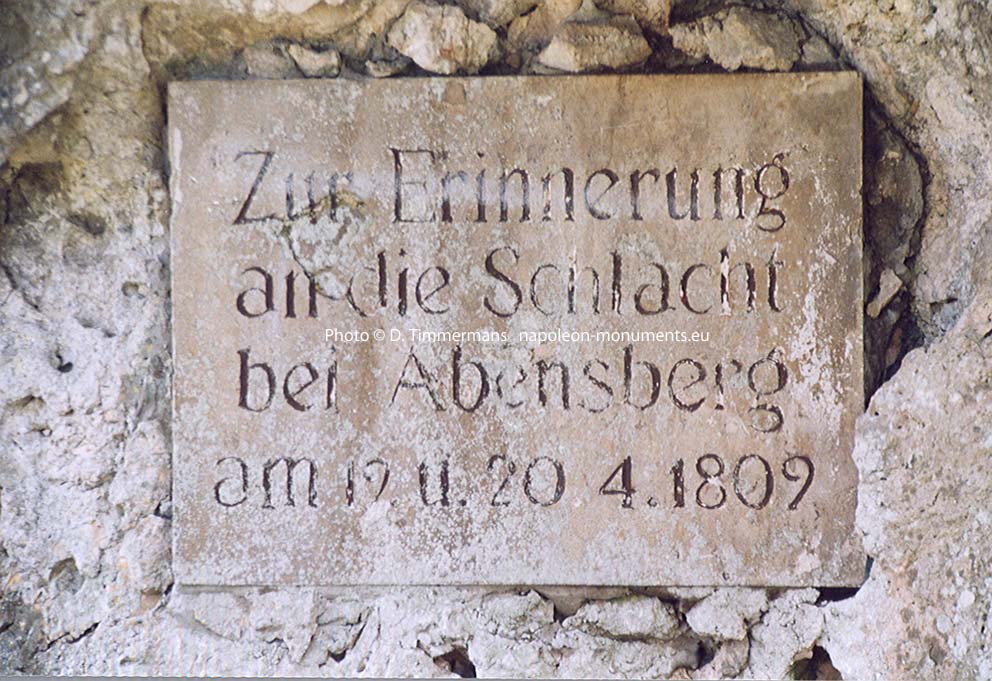 Zur Erinnerung
an die Schlacht
Photo © D. Timmermans napoleon-monuments.eu
bei Abensberg
am 19. u. 20 4. 1809